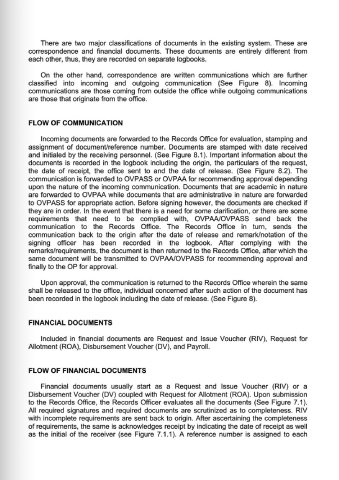 There are two major classifications of documents in the existing system. These are
correspondence and financial documents. These documents are entirely different from
each other, thus, they are recorded on separate logbooks.
On the other hand, correspondence are written communications which are further
classified into incoming and outgoing communication (See Figure 8). Incoming
communications are those coming from outside the office while outgoing communications
are those that originate from the office.
FLOW OF COMMUNICATION
Incoming documents are forwarded to the Records Office for evaluation, stamping and
assignment of document/reference number. Documents are stamped with date received
and initialed by the receiving personnel. (See Figure 8.1). Important information about the
documents is recorded in the logbook including the origin, the particulars of the request,
the date of receipt, the office sent to and the date of release. (See Figure 8.2). The
communication is forwarded to OVPASS or OVPAA for recommending approval depending
upon the nature of the incoming communication. Documents that are academic in nature
are forwarded to OVPAA while documents that are administrative in nature are forwarded
to OVPASS for appropriate action. Before signing however, the documents are checked if
they are in order. In the event that there is a need for some clarification, or there are some
requirements that need to be complied with, OVPAA/OVPASS send back the
communication to the Records Office. The Records Office in turn, sends the
communication back to the origin after the date of release and remark/notation of the
signing officer has been recorded in the logbook. After complying with the
remarks/requirements, the document is then returned to the Records Office, after which the
same document will be transmitted to OVPAA/OVPASS for recommending approval and
finally to the OP for approval.
Upon approval, the communication is returned to the Records Office wherein the same
shall be released to the office, individual concerned after such action of the document has
been recorded in the logbook including the date of release. (See Figure 8).
FINANCIAL DOCUMENTS
Included in financial documents are Request and Issue Voucher (RIV), Request for
Allotment (ROA), Disbursement Voucher (DV), and Payroll.
FLOW OF FINANCIAL DOCUMENTS
Financial documents usually start as a Request and Issue Voucher (RIV) or a
Disbursement Voucher (DV) coupled with Request for Allotment (ROA). Upon submission
to the Records Office, the Records Officer evaluates all the documents (See Figure 7.1).
All required signatures and required documents are scrutinized as to completeness. RIV
with incomplete requirements are sent back to origin. After ascertaining the completeness
of requirements, the same is acknowledges receipt by indicating the date of receipt as well
as the initial of the receiver (see Figure 7.1.1). A reference number is assigned to each